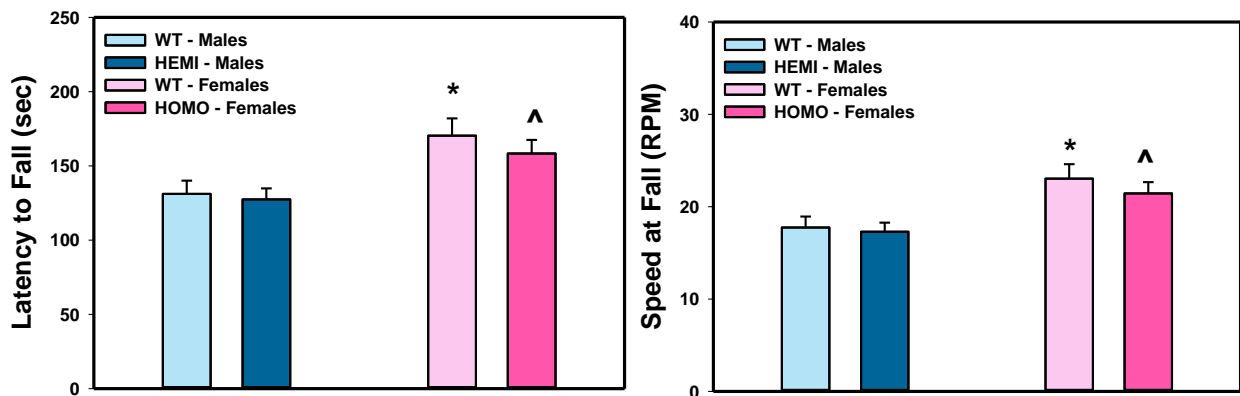 Latency to Fall (sec)
250
200
150
100
50
0
WT - Males
HEMI - Males
WT - Females
HOMO - Females
*
^
Speed at Fall (RPM)
40
30
20
10
0
WT - Males
HEMI - Males
WT - Females
HOMO - Females
*
^